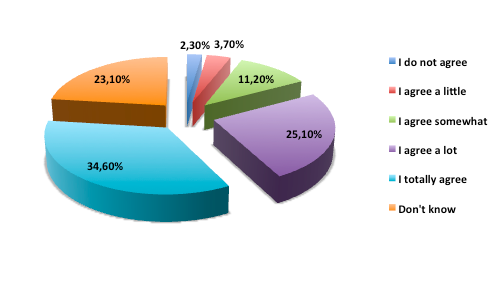 2,30%
3,70%
11,20%
25,10%
34,60%
23,10%
I do not agree
I agree a little
I agree somewhat
I agree a lot
I totally agree
Don't know